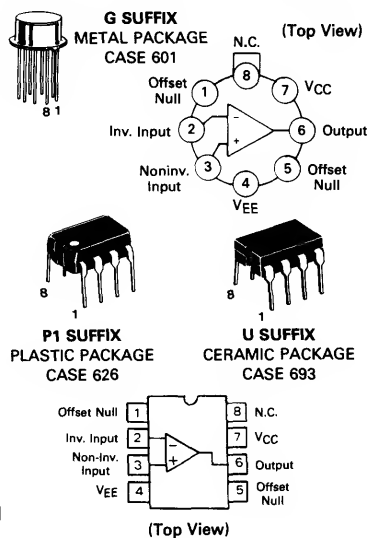 G SUFFIX
METAL PACKAGE
CASE 601
8 1
(Top View)
N.C.
8
Offset
Null
1
7
VCC
Inv. Input
2
−
+
6
Output
Noninv.
Input
3
4
VEE
5
Offset
Null
8
1
8
1
P1 SUFFIX
PLASTIC PACKAGE
CASE 626
U SUFFIX
CERAMIC PACKAGE
CASE 693
Offset Null 1
8 N.C.
Inv. Input 2
−
7 VCC
Non-Inv.
Input 3
+
6 Output
VEE 4
5 Offset
Null
(Top View)